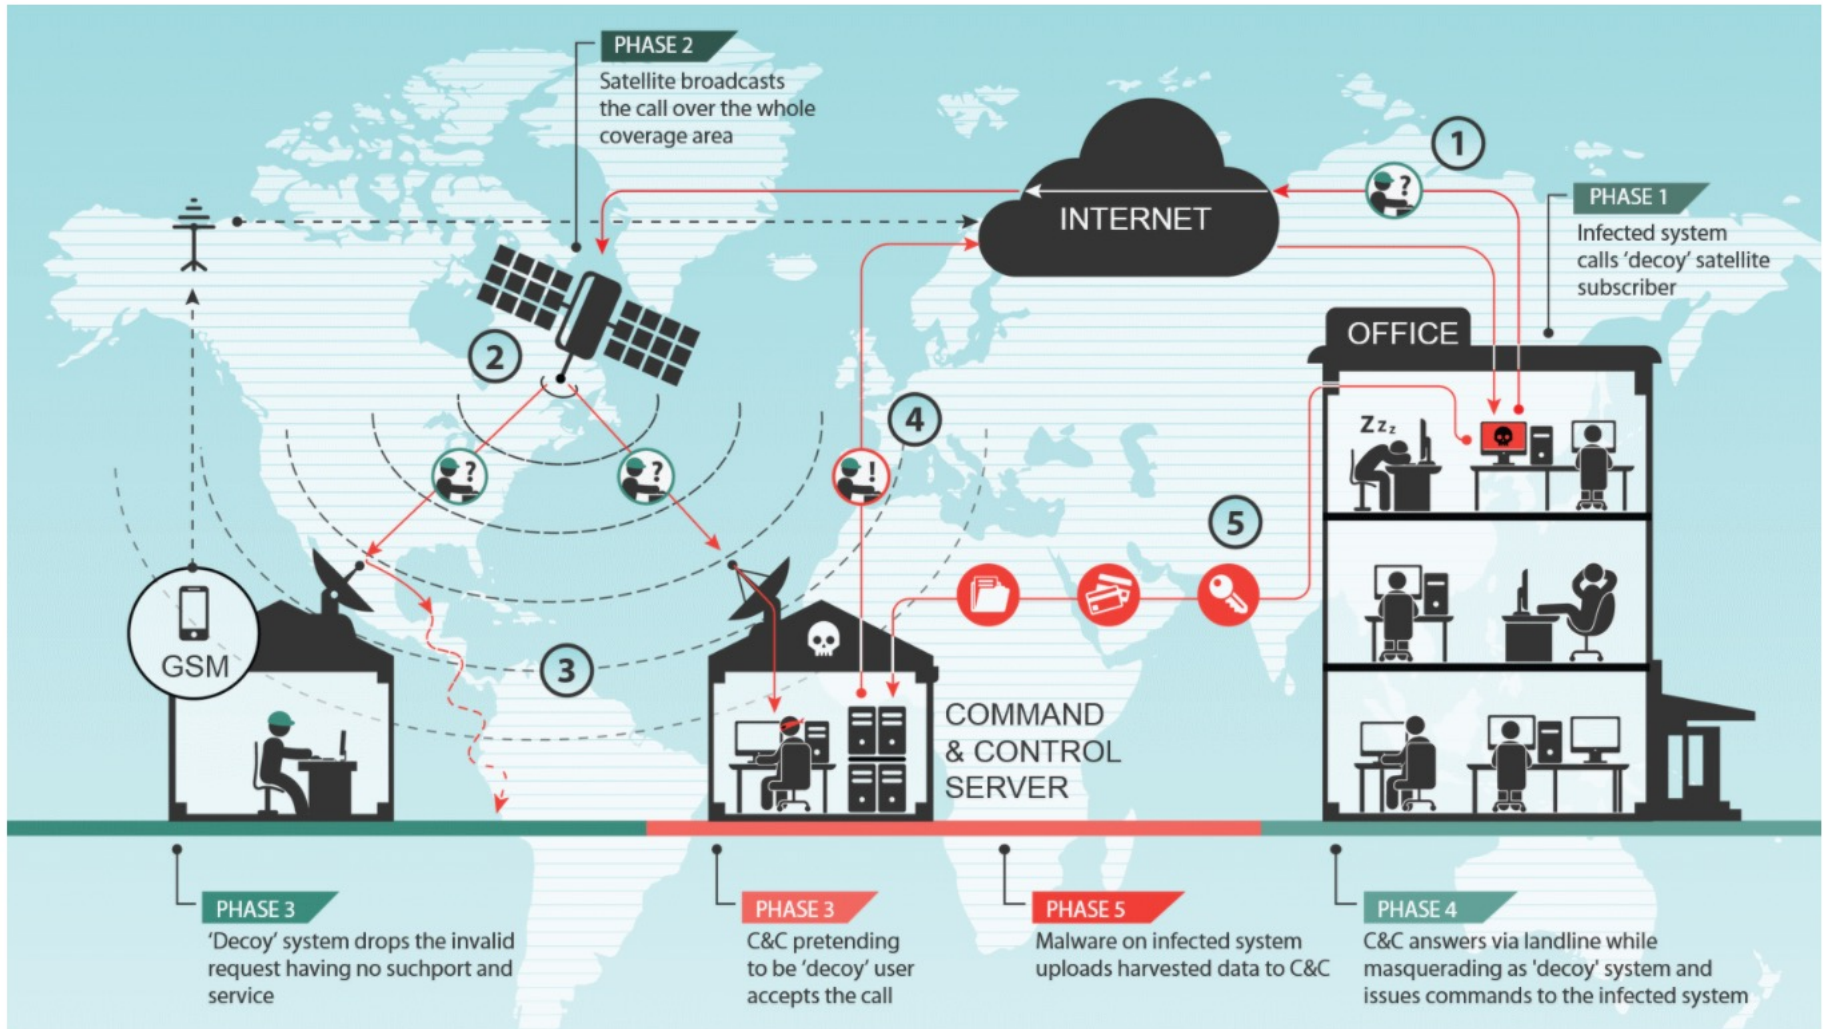 PHASE 2
Satellite broadcasts
the call over the whole
coverage area
1
INTERNET
PHASE 1
Infected system
calls ‘decoy’ satellite
subscriber
OFFICE
2
4
Z z z
? 
?
?
!
5
GSM
3
COMMAND
& CONTROL
SERVER
PHASE 3
‘Decoy’ system drops the invalid
request having no suchport and
service
PHASE 3
C&C pretending
to be ‘decoy’ user
accepts the call
PHASE 5
Malware on infected system
uploads harvested data to C&C
PHASE 4
C&C answers via landline while
masquerading as 'decoy' system and
issues commands to the infected system